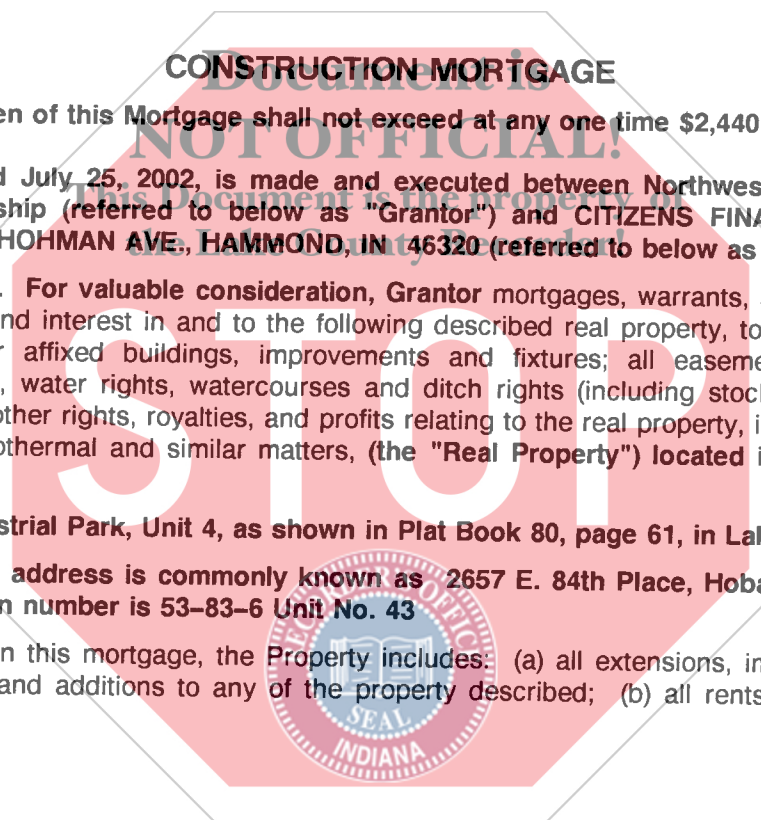 CONSTRUCTION MORTGAGE
Document is
en of this Mortgage shall not exceed at any one time $2,440
NOT OFFICIAL!
July 25, 2002, is made and executed between Northwes
This Document is the property of
ship (referred to below as "Grantor") and CITIZENS FINA
HOHMAN AVE., HAMMOND, IN 46320 (referred to below as
the Lake County Recorder!
. For valuable consideration, Grantor mortgages, warrants,
nd interest in and to the following described real property, to
r affixed buildings, improvements and fixtures; all easeme
, water rights, watercourses and ditch rights (including stoc
other rights, royalties, and profits relating to the real property, i
othermal and similar matters, (the "Real Property") located i
STOP
strial Park, Unit 4, as shown in Plat Book 80, page 61, in Lak
address is commonly known as 2657 E. 84th Place, Hoba
n number is 53–83–6 Unit No. 43
n this mortgage, the Property includes: (a) all extensions, im
and additions to any of the property described; (b) all rents
SEAL
INDIANA